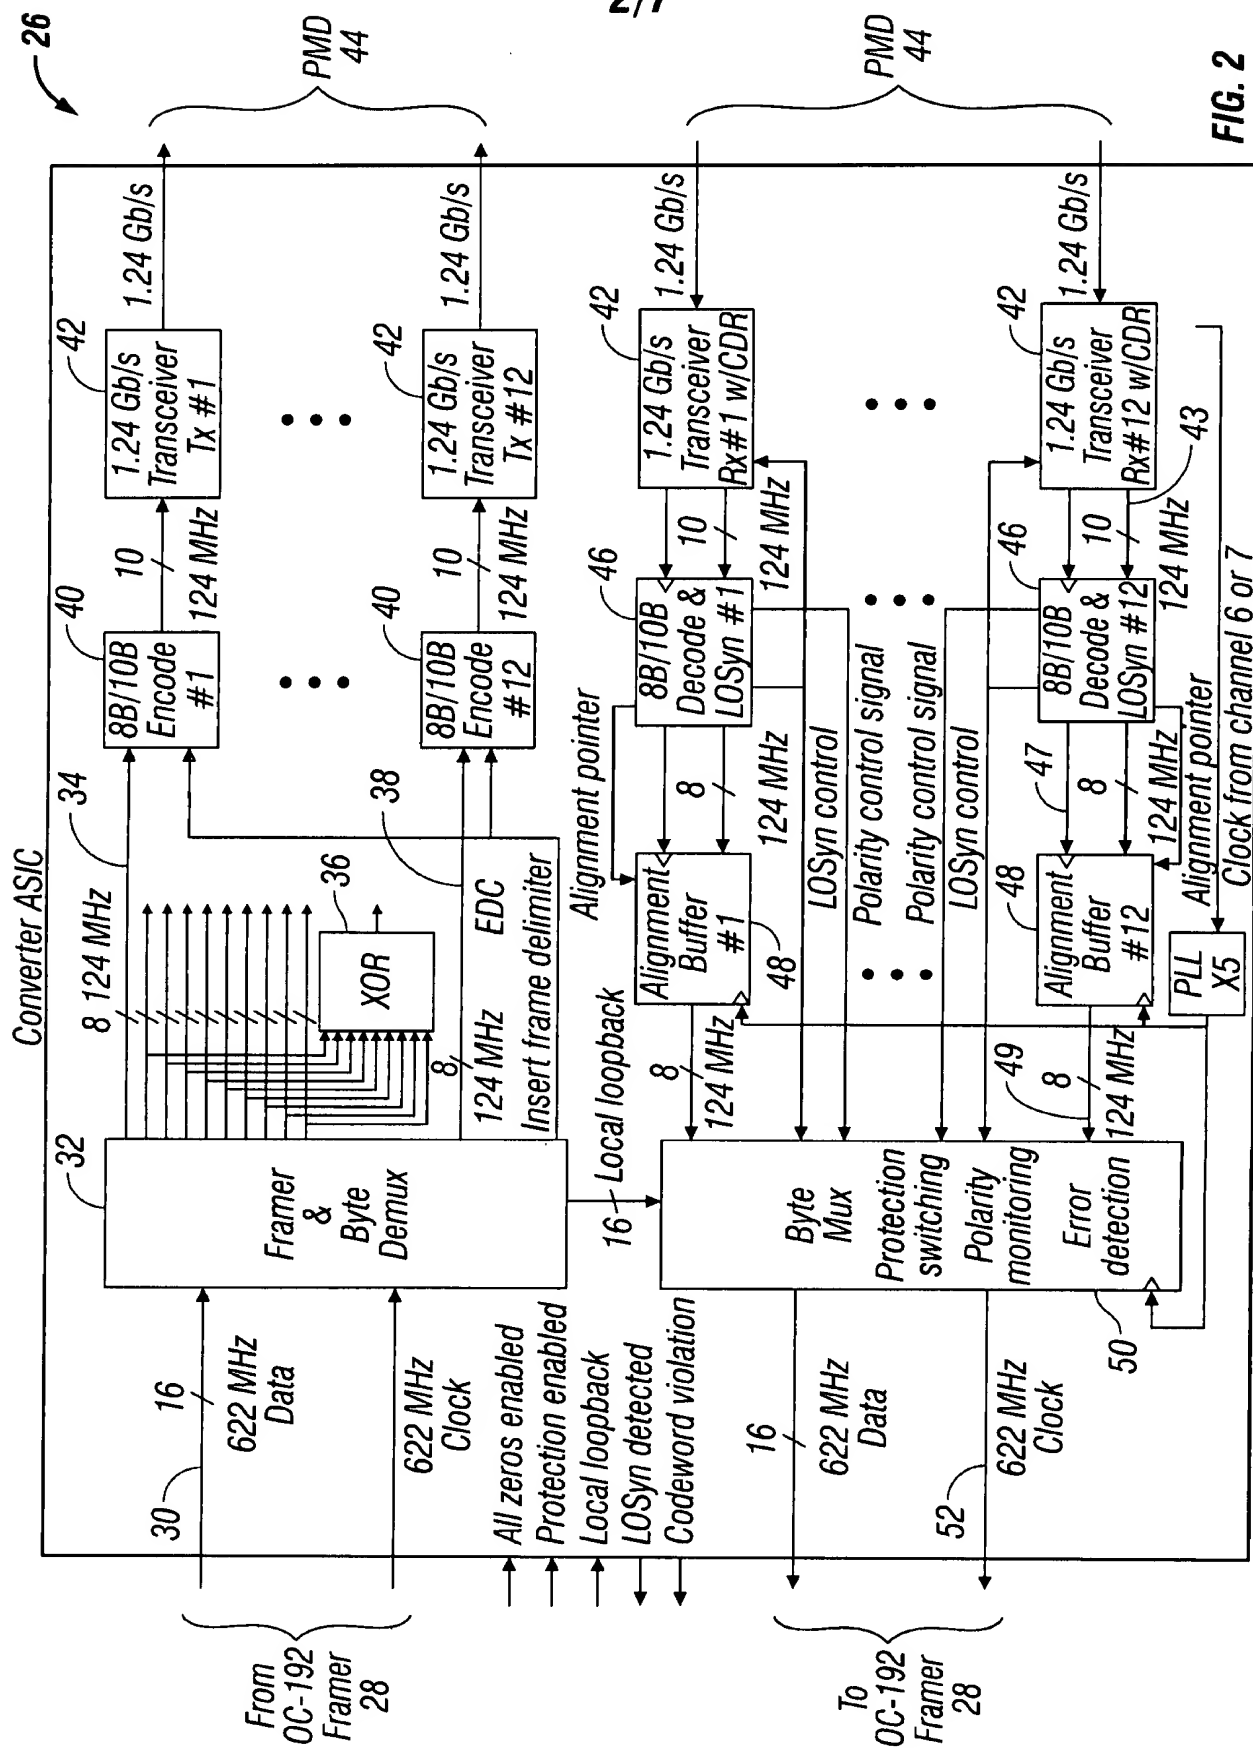 2/7
26
Converter ASIC
From
OC-192
Framer
28
30
16
622 MHz
Data
622 MHz
Clock
32
Framer
&
Byte
Demux
8 124 MHz
34
36
XOR
38
8
124 MHz
EDC
Insert frame delimiter
40
8B/10B
Encode
#1
10
124 MHz
42
1.24 Gb/s
Transceiver
Tx #1
1.24 Gb/s
40
8B/10B
Encode
#12
10
124 MHz
42
1.24 Gb/s
Transceiver
Tx #12
1.24 Gb/s
PMD
44
All zeros enabled
Protection enabled
Local loopback
LOSyn detected
Codeword violation
16
Local loopback
To
OC-192
Framer
28
16
622 MHz
Data
52
622 MHz
Clock
50
Byte
Mux
Protection
switching
Polarity
monitoring
Error
detection
8
124 MHz
Alignment
Buffer
#1
48
Alignment pointer
8
124 MHz
46
8B/10B
Decode &
LOSyn #1
10
124 MHz
42
1.24 Gb/s
Transceiver
Rx#1 w/CDR
1.24 Gb/s
LOSyn control
Polarity control signal
Polarity control signal
LOSyn control
49
8
124 MHz
48
Alignment
Buffer
#12
47
8
124 MHz
Alignment pointer
46
8B/10B
Decode &
LOSyn #12
10
124 MHz
43
42
1.24 Gb/s
Transceiver
Rx#12 w/CDR
1.24 Gb/s
PMD
44
PLL
X5
Clock from channel 6 or 7
FIG. 2